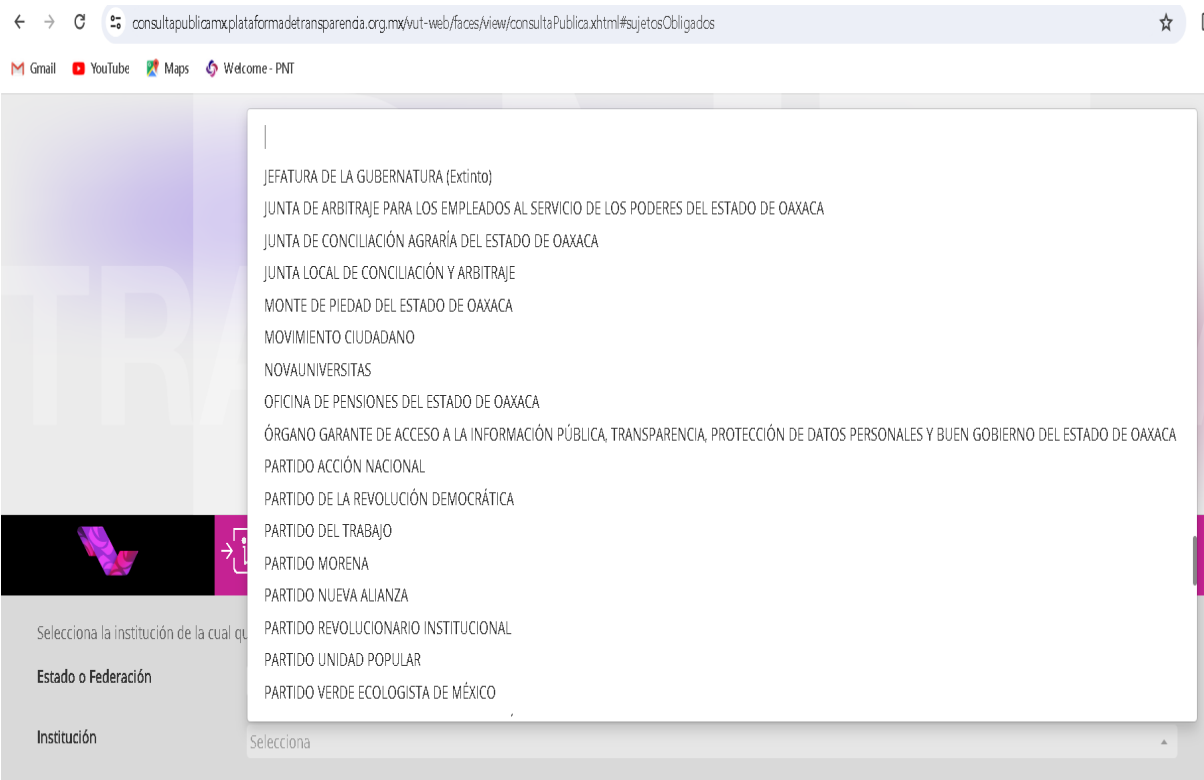 consultapublicamx.plataformadetransparencia.org.mx/vut-web/faces/view/consultaPublica.xhtml#sujetosObligados
Gmail YouTube Maps Welcome - PNT
JEFATURA DE LA GUBERNATURA (Extinto)
JUNTA DE ARBITRAJE PARA LOS EMPLEADOS AL SERVICIO DE LOS PODERES DEL ESTADO DE OAXACA
JUNTA DE CONCILIACIÓN AGRARÍA DEL ESTADO DE OAXACA
JUNTA LOCAL DE CONCILIACIÓN Y ARBITRAJE
MONTE DE PIEDAD DEL ESTADO DE OAXACA
MOVIMIENTO CIUDADANO
NOVAUNIVERSITAS
OFICINA DE PENSIONES DEL ESTADO DE OAXACA
ÓRGANO GARANTE DE ACCESO A LA INFORMACIÓN PÚBLICA, TRANSPARENCIA, PROTECCIÓN DE DATOS PERSONALES Y BUEN GOBIERNO DEL ESTADO DE OAXACA
PARTIDO ACCIÓN NACIONAL
PARTIDO DE LA REVOLUCIÓN DEMOCRÁTICA
PARTIDO DEL TRABAJO
PARTIDO MORENA
PARTIDO NUEVA ALIANZA
PARTIDO REVOLUCIONARIO INSTITUCIONAL
PARTIDO UNIDAD POPULAR
PARTIDO VERDE ECOLOGISTA DE MÉXICO
Selecciona la institución de la cual
Estado o Federación
Institución
Selecciona